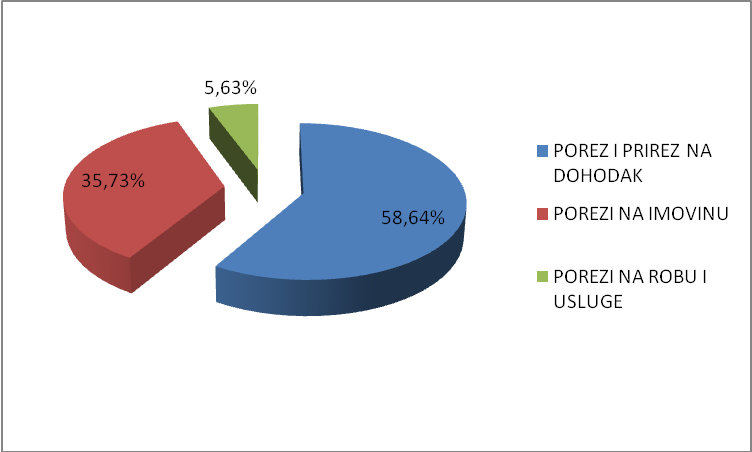 5,63%
35,73%
58,64%
POREZ I PRIREZ NA
DOHODAK
POREZI NA IMOVINU
POREZI NA ROBU I
USLUGE